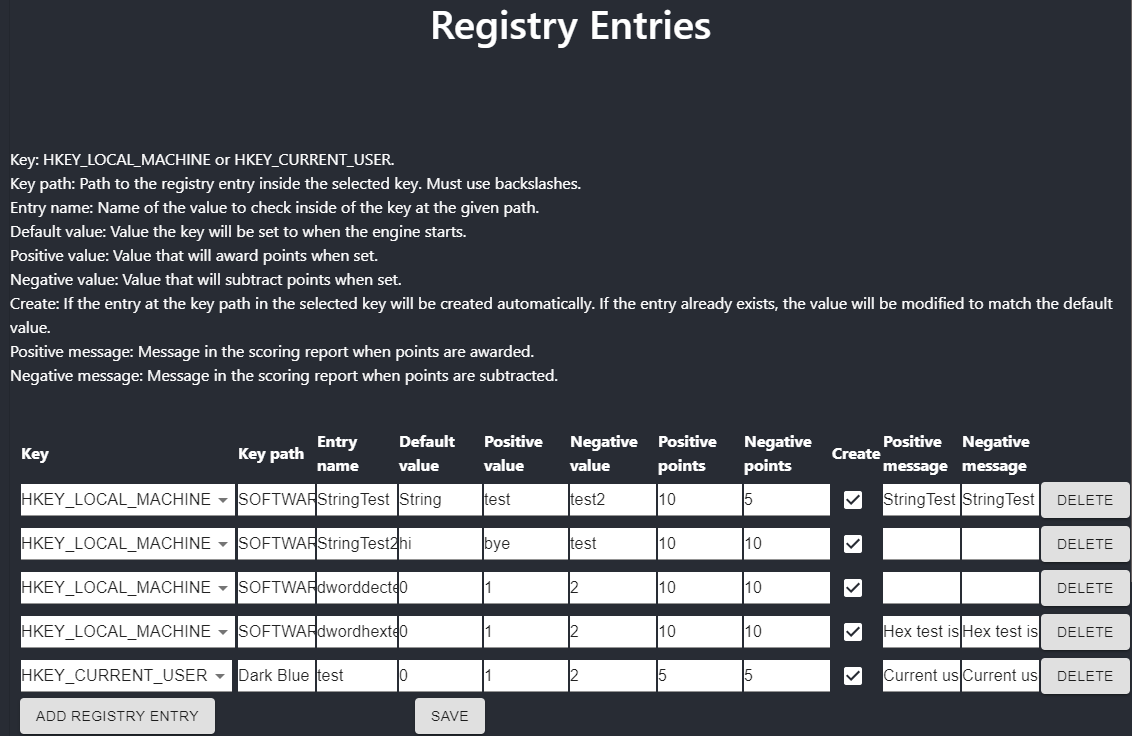 Registry Entries
Key: HKEY_LOCAL_MACHINE or HKEY_CURRENT_USER.
Key path: Path to the registry entry inside the selected key. Must use backslashes.
Entry name: Name of the value to check inside of the key at the given path.
Default value: Value the key will be set to when the engine starts.
Positive value: Value that will award points when set.
Negative value: Value that will subtract points when set.
Create: If the entry at the key path in the selected key will be created automatically. If the entry already exists, the value will be modified to match the default
value.
Positive message: Message in the scoring report when points are awarded.
Negative message: Message in the scoring report when points are subtracted.
Key Key path Entry name Default value Positive value Negative value Positive points Negative points Create Positive message Negative message
HKEY_LOCAL_MACHINE SOFTWAR StringTest String test test2 10 5 StringTest StringTest DELETE
HKEY_LOCAL_MACHINE SOFTWAR StringTest2 hi bye test 10 10 DELETE
HKEY_LOCAL_MACHINE SOFTWAR dworddecte 0 1 2 10 10 DELETE
HKEY_LOCAL_MACHINE SOFTWAR dwordhexte 0 1 2 10 10 Hex test is Hex test is DELETE
HKEY_CURRENT_USER Dark Blue test 0 1 2 5 5 Current us Current us DELETE
ADD REGISTRY ENTRY SAVE